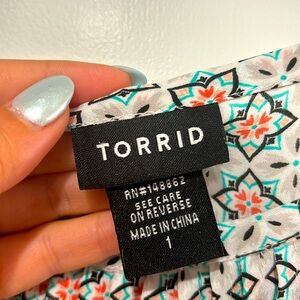 TORRID
RN#148862
SEE CARE
ON REVERSE
MADE IN CHINA
1